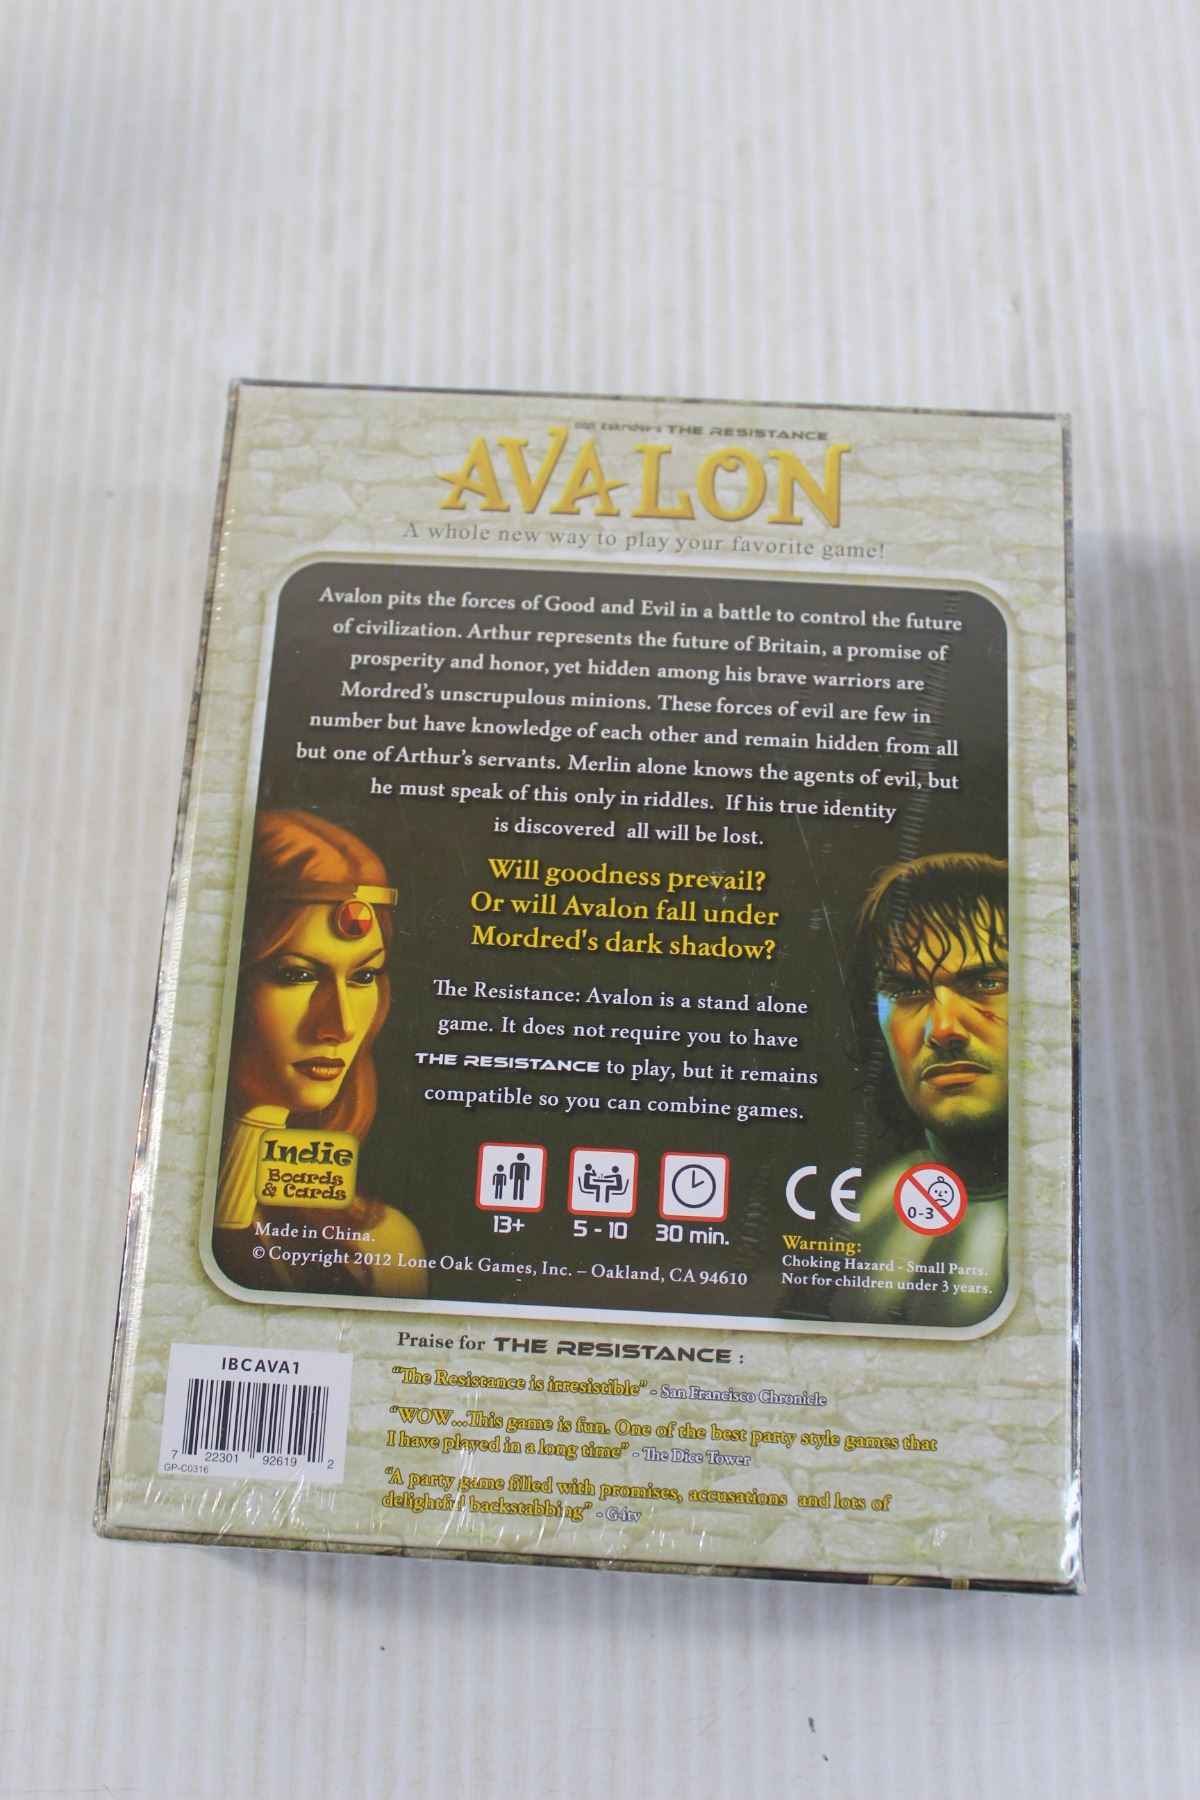 Don Eskridge's THE RESISTANCE
AVALON
A whole new way to play your favorite game!
Avalon pits the forces of Good and Evil in a battle to control the future
of civilization. Arthur represents the future of Britain, a promise of
prosperity and honor, yet hidden among his brave warriors are
Mordred's unscrupulous minions. These forces of evil are few in
number but have knowledge of each other and remain hidden from all
but one of Arthur's servants. Merlin alone knows the agents of evil, but
he must speak of this only in riddles. If his true identity
is discovered all will be lost.
Will goodness prevail?
Or will Avalon fall under
Mordred's dark shadow?
The Resistance: Avalon is a stand alone
game. It does not require you to have
THE RESISTANCE to play, but it remains
compatible so you can combine games.
Indie
Boards
& Cards
13+
5 - 10
30 min.
CE
0-3
Made in China.
© Copyright 2012 Lone Oak Games, Inc. – Oakland, CA 94610
Warning:
Choking Hazard - Small Parts.
Not for children under 3 years.
Praise for THE RESISTANCE :
"The Resistance is irresistible" - San Francisco Chronicle
"WOW...This game is fun. One of the best party style games that
I have played in a long time" - The Dice Tower
"A party game filled with promises, accusations and lots of
delightful backstabbing" - G4tv
IBCAVA1
7 22301 92619 2
GP-C0316